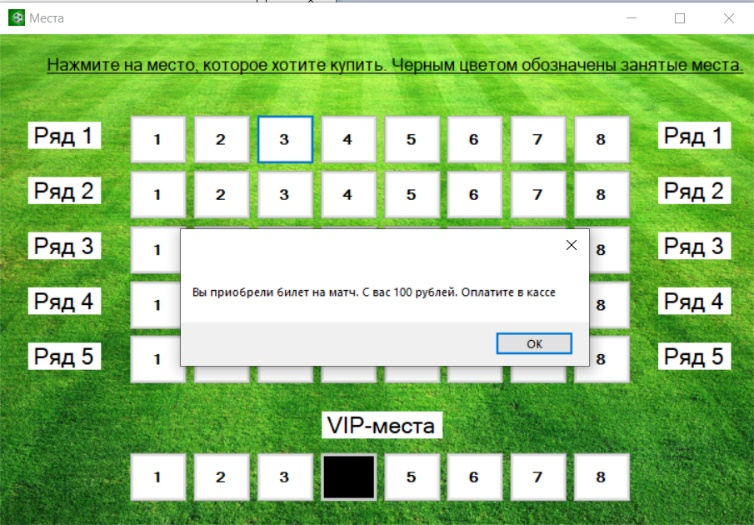 Места
Нажмите на место, которое хотите купить. Черным цветом обозначены занятые места.
Ряд 1 1 2 3 4 5 6 7 8 Ряд 1
Ряд 2 1 2 3 4 5 6 7 8 Ряд 2
Ряд 3 1 8 Ряд 3
Вы приобрели билет на матч. С вас 100 рублей. Оплатите в кассе
Ряд 4 1 8 Ряд 4
OK
Ряд 5 1 8 Ряд 5
VIP-места
1 2 3 5 6 7 8